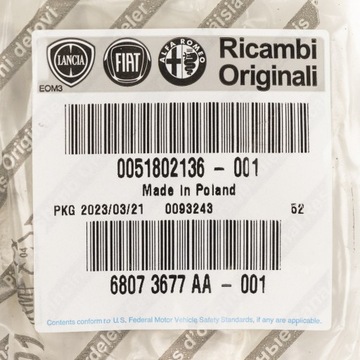 LANCIA
FIAT
ALFA ROMEO
Ricambi
Originali
EOM3
0051802136 - 001
Made in Poland
PKG 2023/03/21 0093243 52
6807 3677 AA - 001
Contents conform to U.S. Federal Motor Vehicle Safety Standards, if any are applicable.